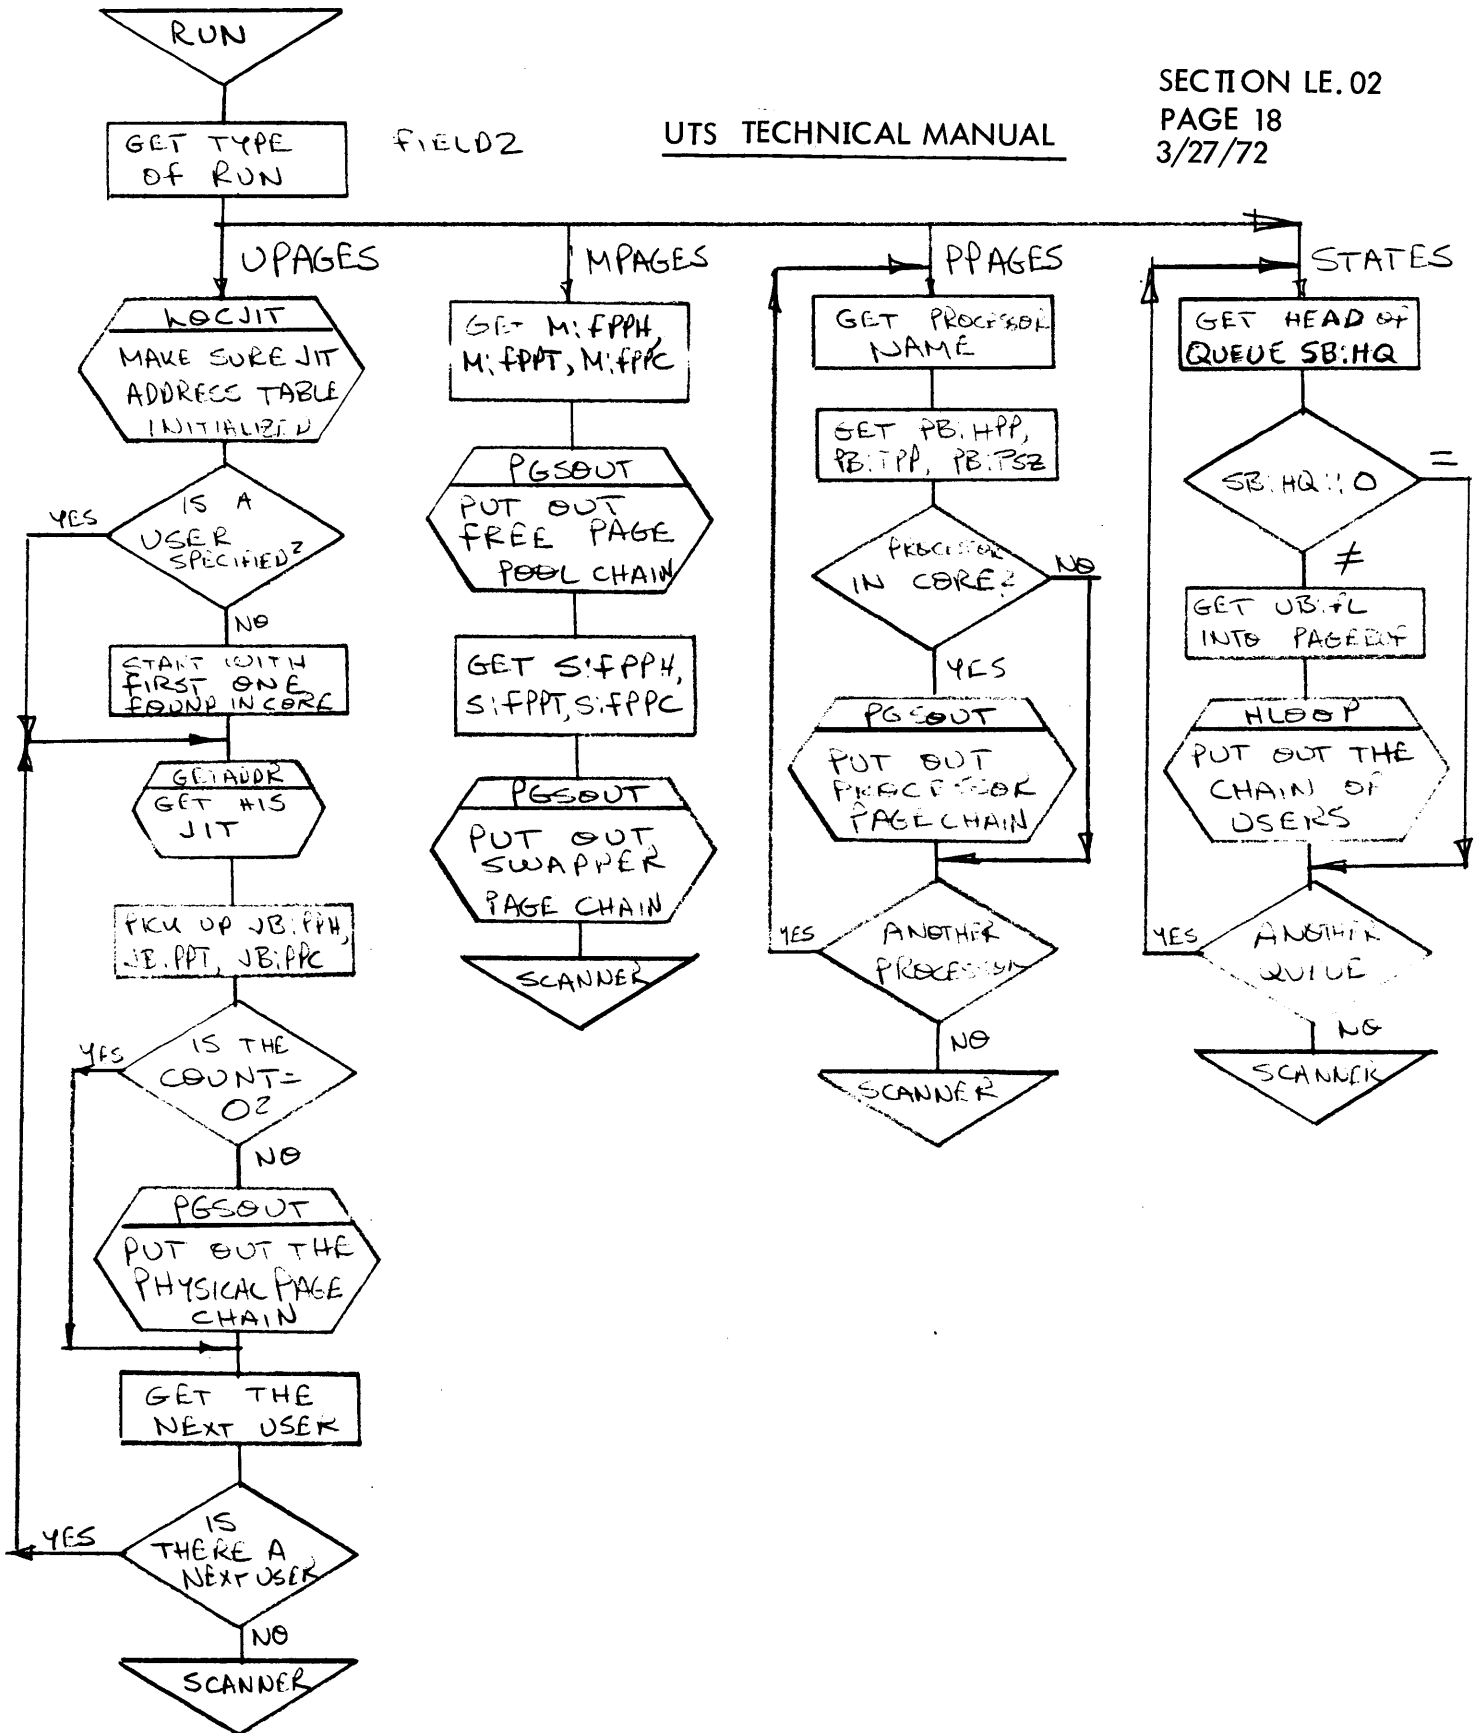 RUN
SECTION LE.02
PAGE 18
3/27/72
UTS TECHNICAL MANUAL
GET TYPE
OF RUN
FIELD2
UPAGES
LOCJIT
MAKE SURE JIT
ADDRESS TABLE
INITIALIZED
IS A
USER
SPECIFIED?
YES
NO
START WITH
FIRST ONE
FOUND IN CORE
GETADDR
GET HIS
JIT
PICK UP JB:PPH,
JB:PPT, JB:PPC
IS THE
COUNT=
0?
YES
NO
PGSOUT
PUT OUT THE
PHYSICAL PAGE
CHAIN
GET THE
NEXT USER
IS
THERE A
NEXT USER
YES
NO
SCANNER
MPAGES
GET M:FPPH,
M:FPPT, M:FPPC
PGSOUT
PUT OUT
FREE PAGE
POOL CHAIN
GET S:FPPH,
S:FPPT, S:FPPC
PGSOUT
PUT OUT
SWAPPER
PAGE CHAIN
SCANNER
PPAGES
GET PROCESSOR
NAME
GET PB:HPP,
PB:TPP, PB:PSZ
PROCESSOR
IN CORE?
NO
YES
PGSOUT
PUT OUT
PROCESSOR
PAGE CHAIN
ANOTHER
PROCESSOR
YES
NO
SCANNER
STATES
GET HEAD OF
QUEUE SB:HQ
SB:HQ::0
=
≠
GET UB:FL
INTO PAGEBUF
HLOOP
PUT OUT THE
CHAIN OF
USERS
ANOTHER
QUEUE
YES
NO
SCANNER